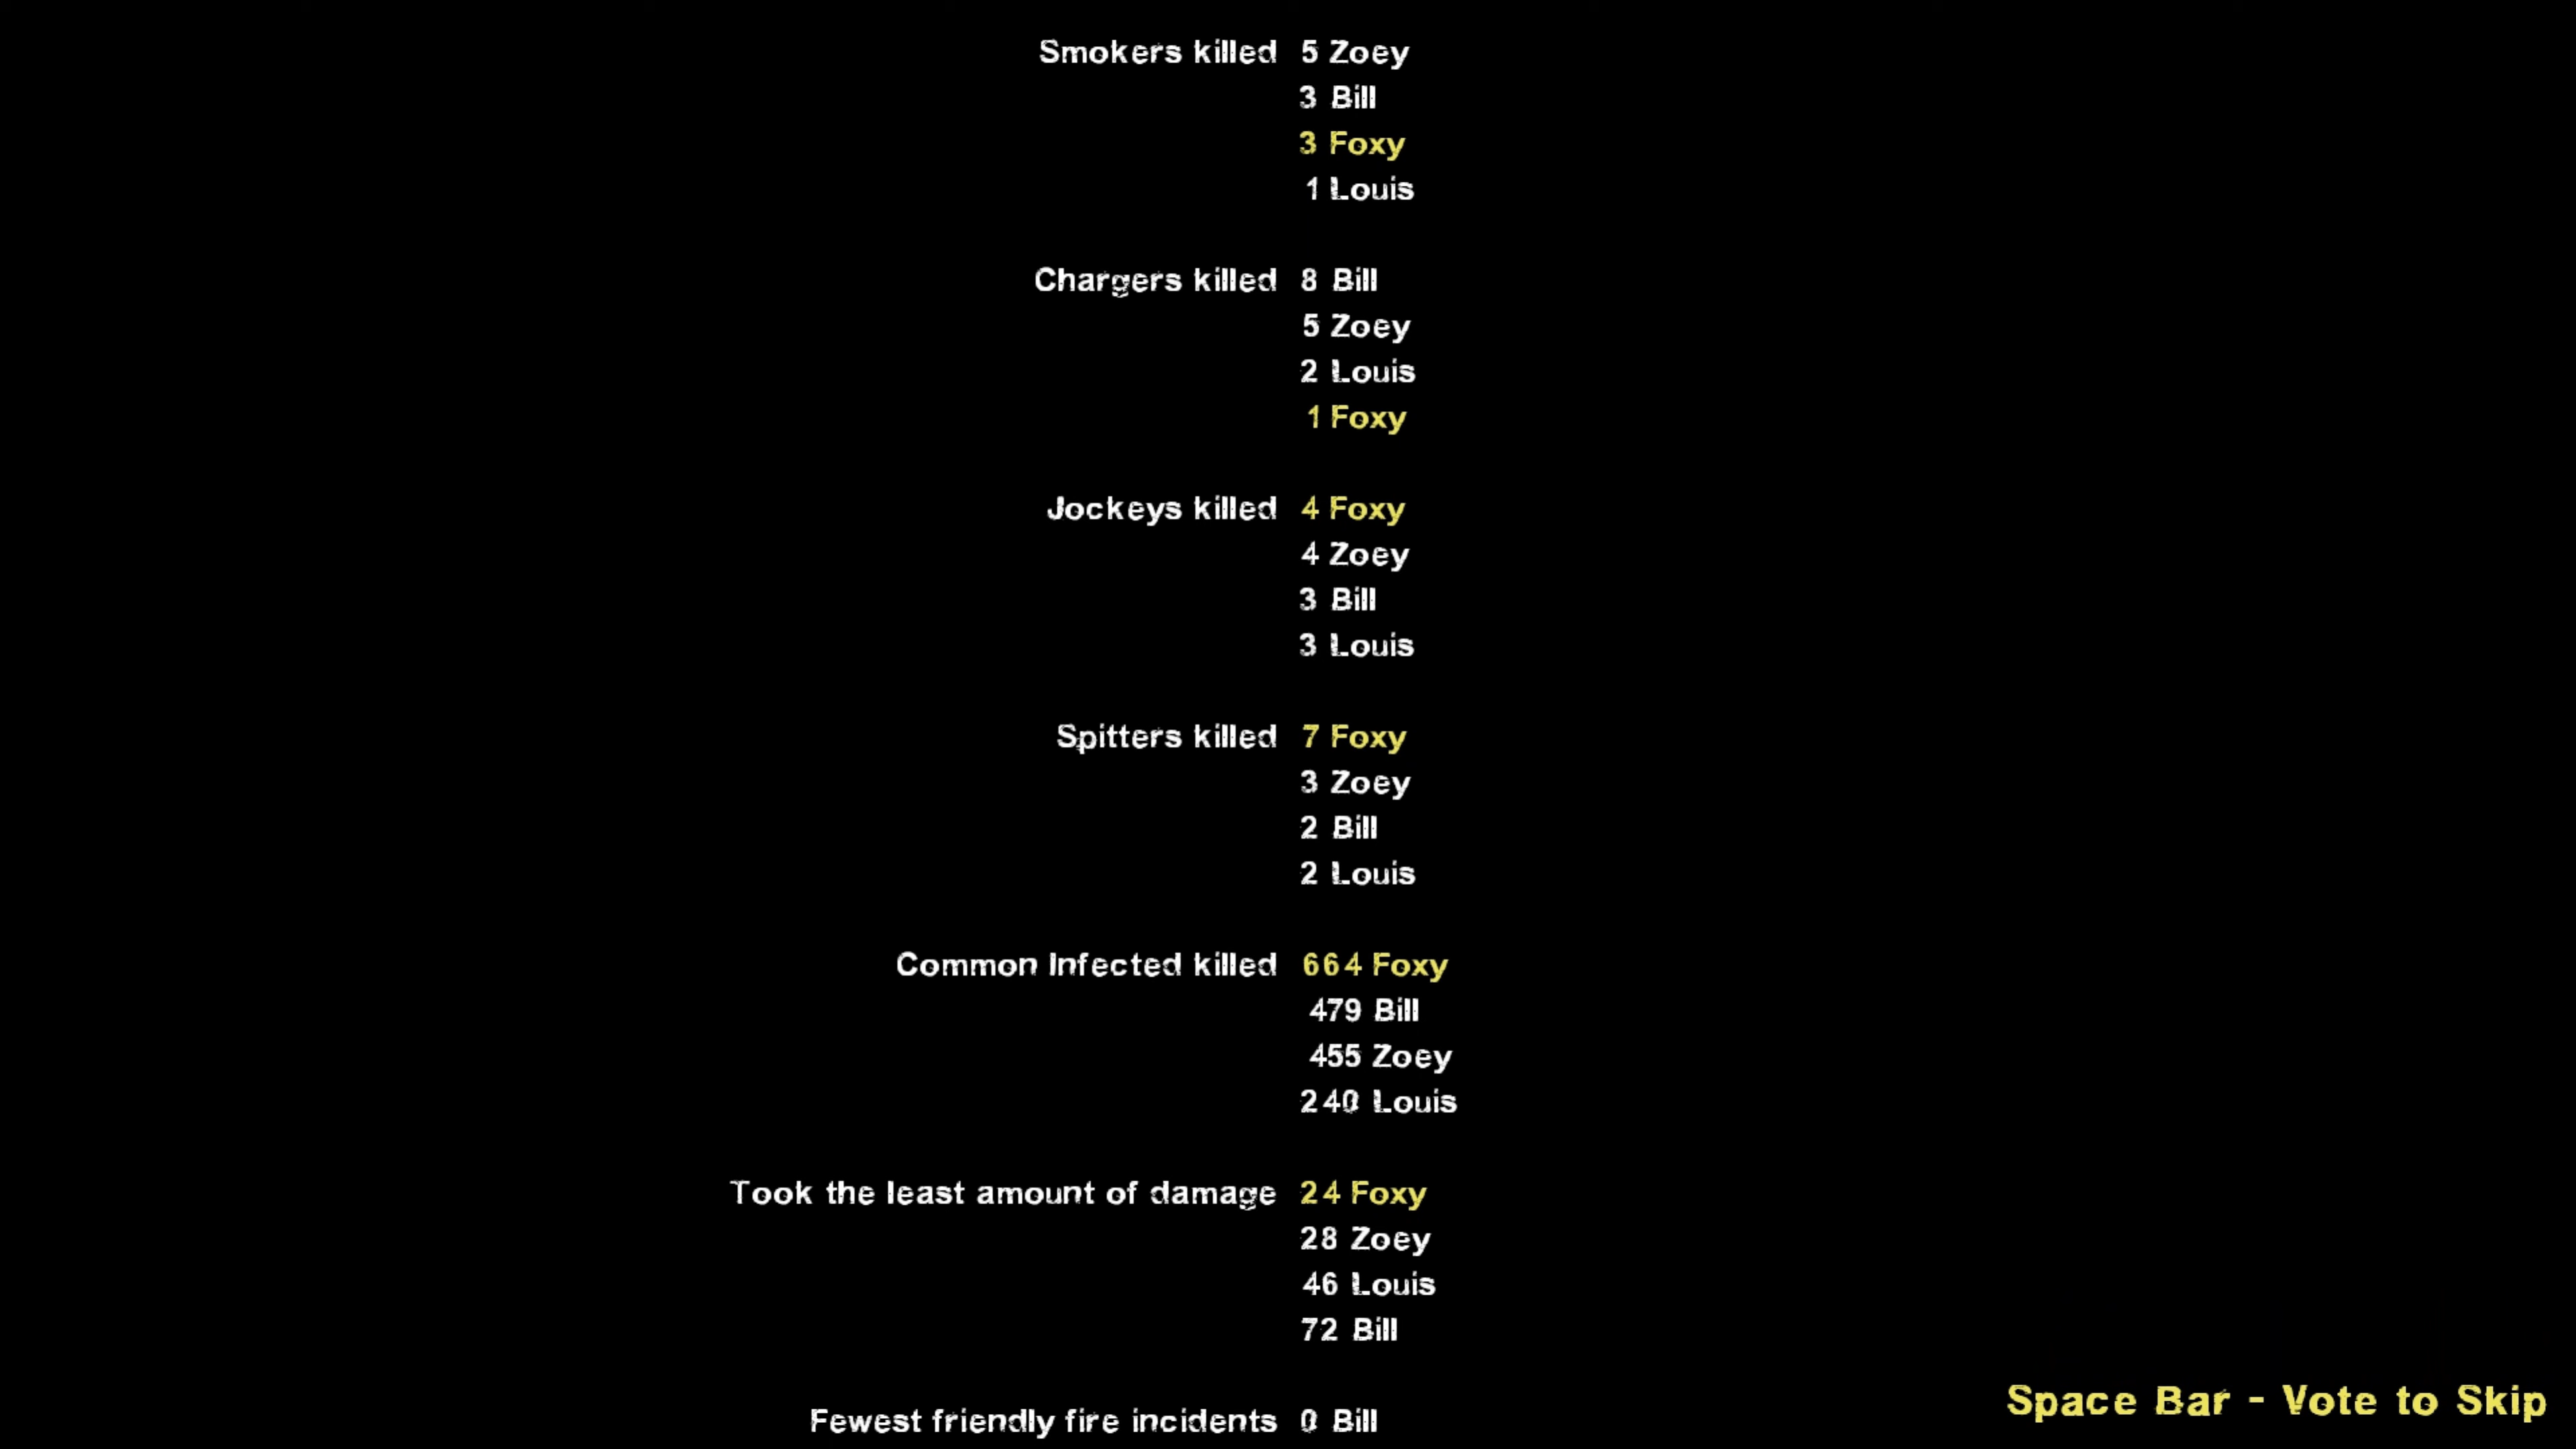 Smokers killed 5 Zoey
3 Bill
3 Foxy
1 Louis
Chargers killed 8 Bill
5 Zoey
2 Louis
1 Foxy
Jockeys killed 4 Foxy
4 Zoey
3 Bill
3 Louis
Spitters killed 7 Foxy
3 Zoey
2 Bill
2 Louis
Common Infected killed 664 Foxy
479 Bill
455 Zoey
240 Louis
Took the least amount of damage 24 Foxy
28 Zoey
46 Louis
72 Bill
Fewest friendly fire incidents 0 Bill
Space Bar - Vote to Skip